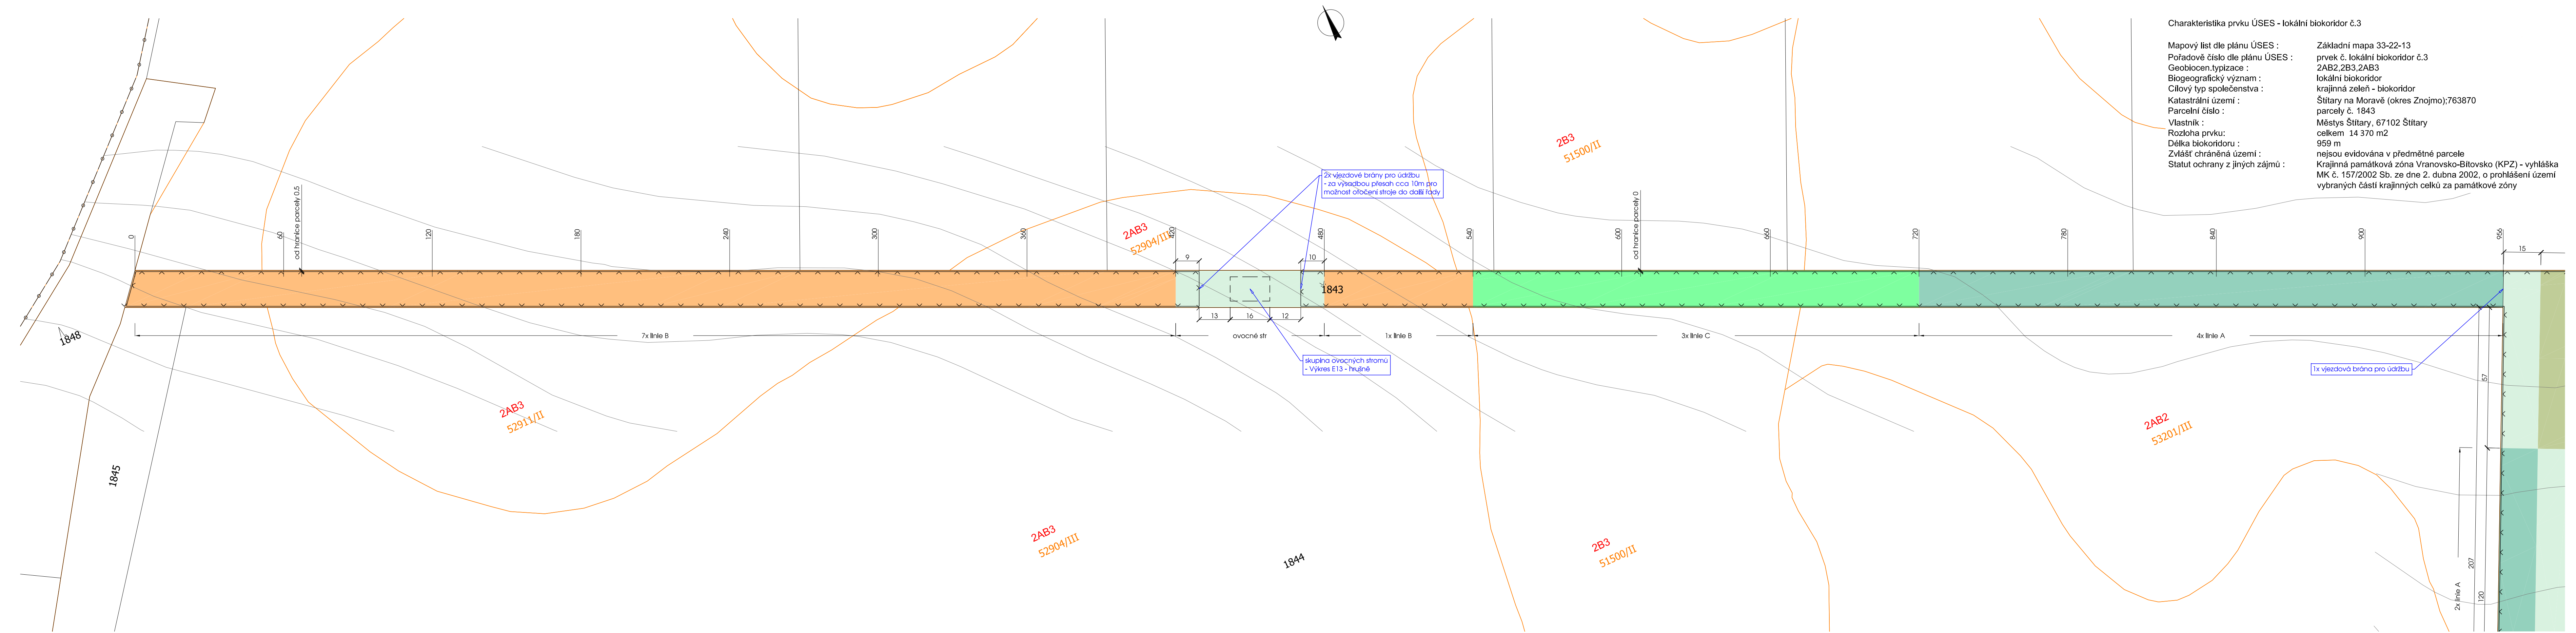 Charakteristika prvku ÚSES - lokální biokoridor č.3
Mapový list dle plánu ÚSES : Základní mapa 33-22-13
Pořadově číslo dle plánu ÚSES : prvek č. lokální biokoridor č.3
Geobiocen.typizace : 2AB2,2B3,2AB3
Biogeografický význam : lokální biokoridor
Cílový typ společenstva : krajinná zeleň - biokoridor
Katastrální území : Štítary na Moravě (okres Znojmo);763870
Parcelní číslo : parcely č. 1843
Vlastník : Městys Štítary, 67102 Štítary
Rozloha prvku: celkem 14 370 m2
Délka biokoridoru : 959 m
Zvlášť chráněná území : nejsou evidována v předmětné parcele
Statut ochrany z jiných zájmů : Krajinná památková zóna Vranovsko-Bítovsko (KPZ) - vyhláška
MK č. 157/2002 Sb. ze dne 2. dubna 2002, o prohlášení území
vybraných částí krajinných celků za památkové zóny
2B3
51500/II
2x vjezdové brány pro údržbu
- za výsadbou přesah cca 10m pro
možnost otočení stroje do další řady
od hranice parcely 0,5
od hranice parcely 0
2AB3
52904/III
0
60
120
180
240
300
360
420
480
540
600
660
720
780
840
900
956
15
9
10
1843
13
16
12
1848
7x linie B
ovocné str
1x linie B
3x linie C
4x linie A
skupina ovocných stromů
- Výkres E13 - hrušně
1x vjezdová brána pro údržbu
57
2AB3
52911/II
2AB2
53201/III
1845
2AB3
52904/III
1844
2B3
51500/II
2x linie A
207
120